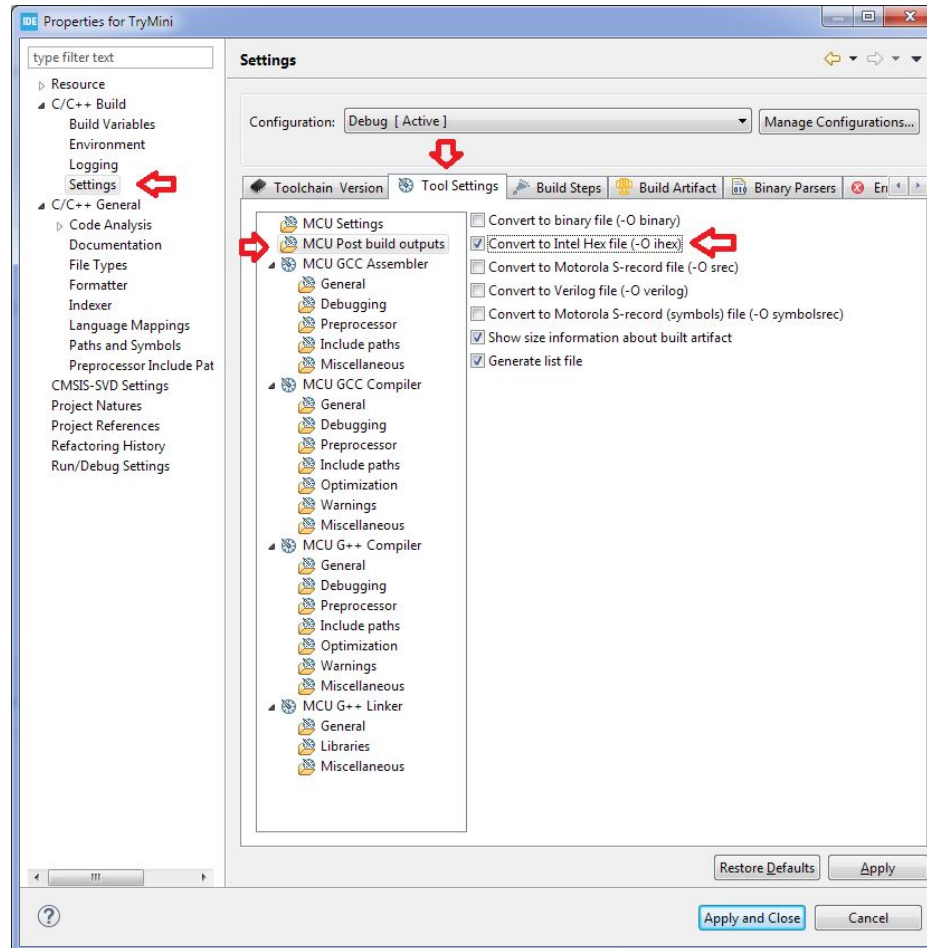 IDE Properties for TryMini
type filter text
Resource
C/C++ Build
Build Variables
Environment
Logging
Settings
C/C++ General
Code Analysis
Documentation
File Types
Formatter
Indexer
Language Mappings
Paths and Symbols
Preprocessor Include Pat
CMSIS-SVD Settings
Project Natures
Project References
Refactoring History
Run/Debug Settings
Settings
Configuration: Debug [ Active ] Manage Configurations...
Toolchain Version Tool Settings Build Steps Build Artifact 010 Binary Parsers Er
MCU Settings
MCU Post build outputs
MCU GCC Assembler
General
Debugging
Preprocessor
Include paths
Miscellaneous
MCU GCC Compiler
General
Debugging
Preprocessor
Include paths
Optimization
Warnings
Miscellaneous
MCU G++ Compiler
General
Debugging
Preprocessor
Include paths
Optimization
Warnings
Miscellaneous
MCU G++ Linker
General
Libraries
Miscellaneous
Convert to binary file (-O binary)
Convert to Intel Hex file (-O ihex)
Convert to Motorola S-record file (-O srec)
Convert to Verilog file (-O verilog)
Convert to Motorola S-record (symbols) file (-O symbolsrec)
Show size information about built artifact
Generate list file
Restore Defaults Apply
Apply and Close Cancel